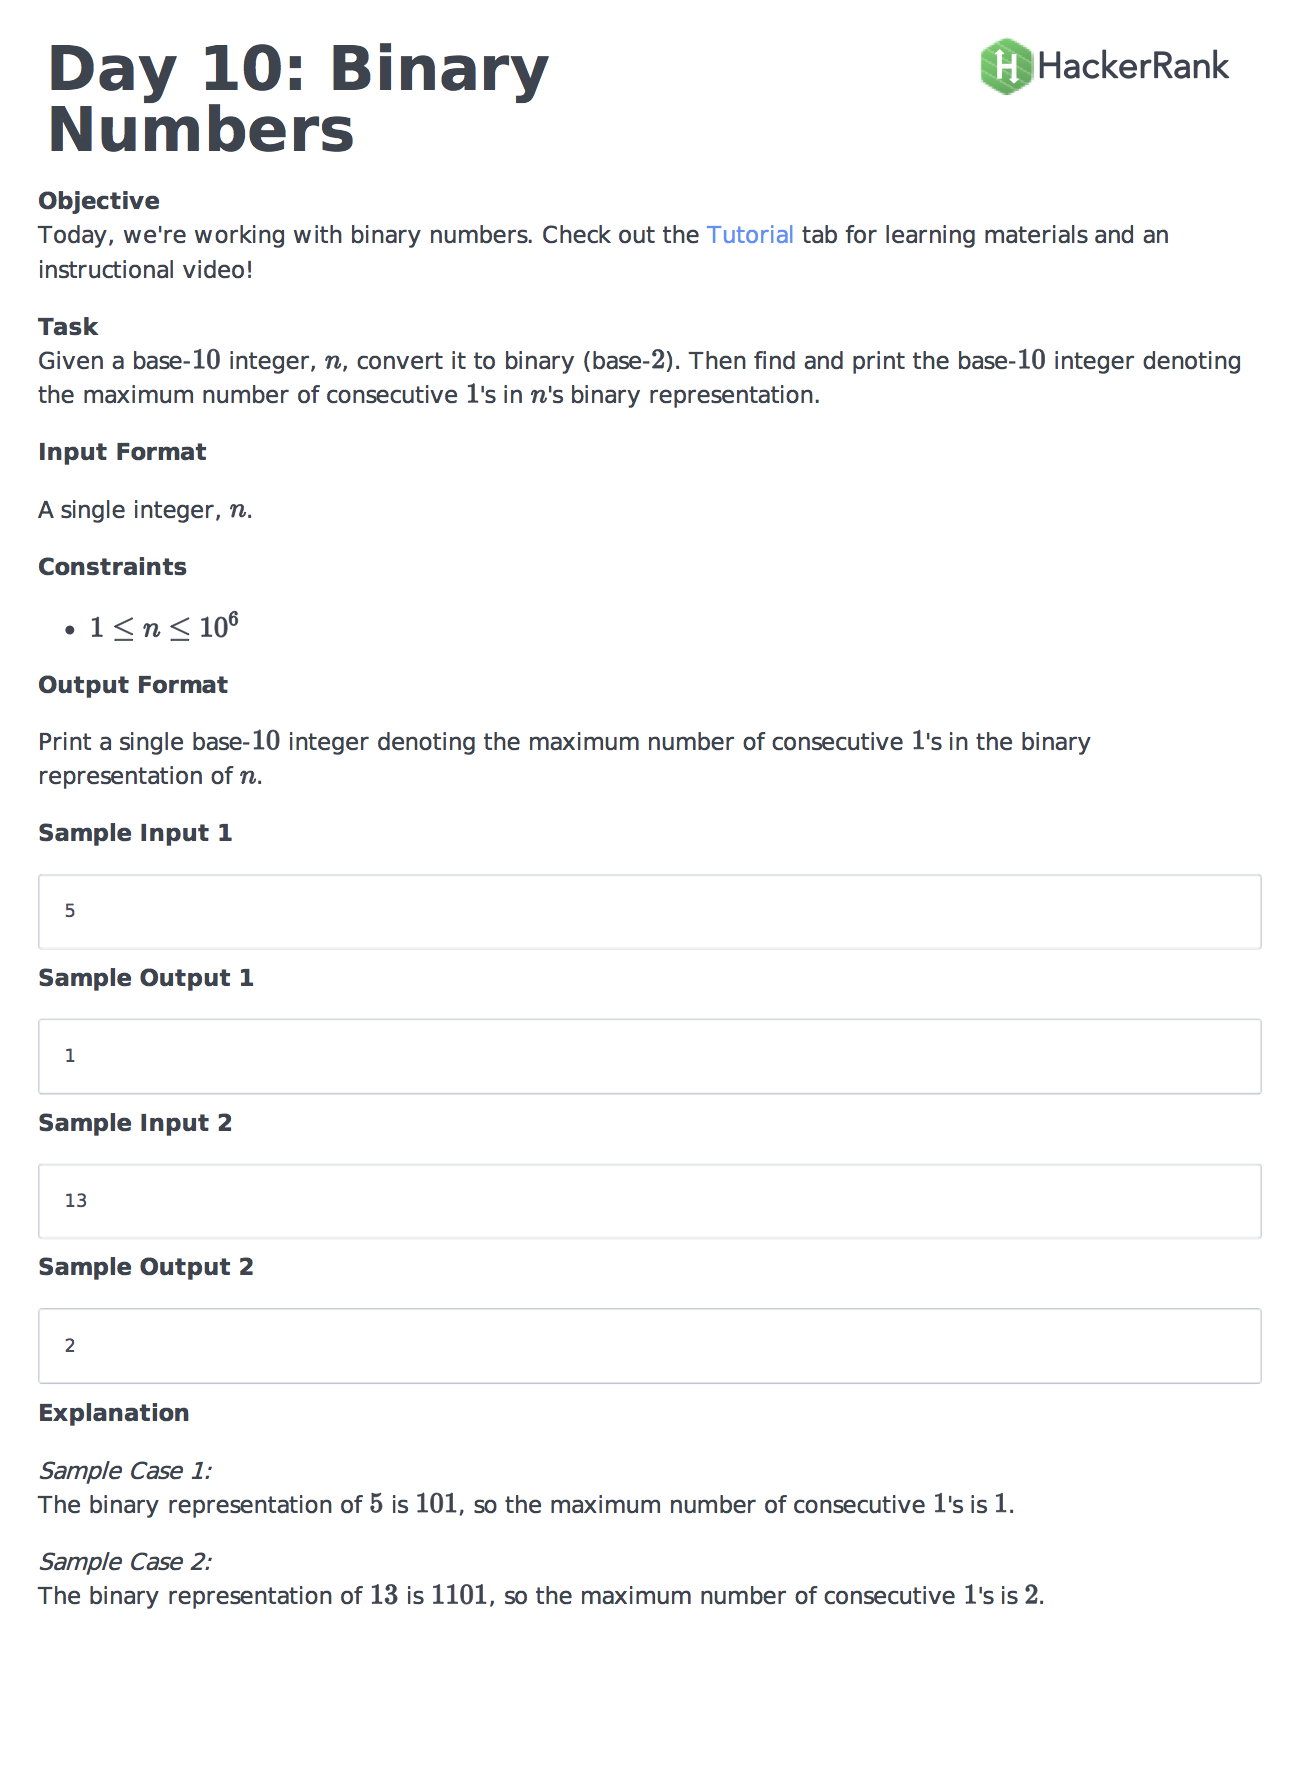 Day 10: Binary
Numbers
HackerRank
Objective
Today, we're working with binary numbers. Check out the Tutorial tab for learning materials and an
instructional video!
Task
Given a base-10 integer, n, convert it to binary (base-2). Then find and print the base-10 integer denoting
the maximum number of consecutive 1's in n's binary representation.
Input Format
A single integer, n.
Constraints
• 1 ≤ n ≤ 10⁶
Output Format
Print a single base-10 integer denoting the maximum number of consecutive 1's in the binary
representation of n.
Sample Input 1
5
Sample Output 1
1
Sample Input 2
13
Sample Output 2
2
Explanation
Sample Case 1:
The binary representation of 5 is 101, so the maximum number of consecutive 1's is 1.
Sample Case 2:
The binary representation of 13 is 1101, so the maximum number of consecutive 1's is 2.